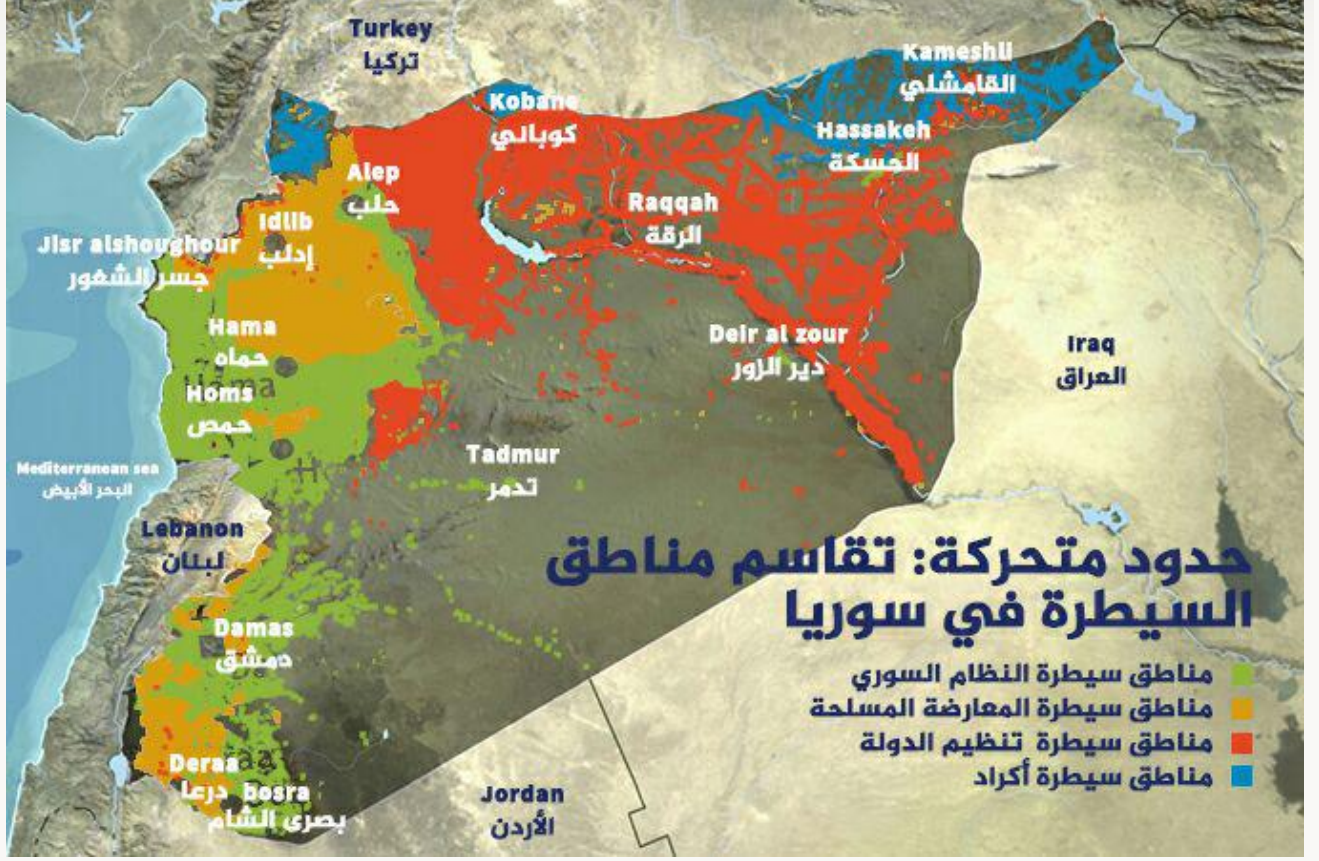 Turkey
تركيا
Kameshli
القامشلي
Kobane
كوباني
Hassakeh
الحسكة
Alep
حلب
Idlib
إدلب
Raqqah
الرقة
Jisr alshoughour
جسر الشغور
Hama
حماه
Deir al zour
دير الزور
Iraq
العراق
Homs
حمص
Tadmur
تدمر
Mediterranean sea
البحر الأبيض
Lebanon
لبنان
حدود متحركة: تقاسم مناطق
السيطرة في سوريا
Damas
دمشق
مناطق سيطرة النظام السوري
مناطق سيطرة المعارضة المسلحة
مناطق سيطرة تنظيم الدولة
مناطق سيطرة أكراد
Deraa
درعا
bosra
بصرى الشام
Jordan
الأردن